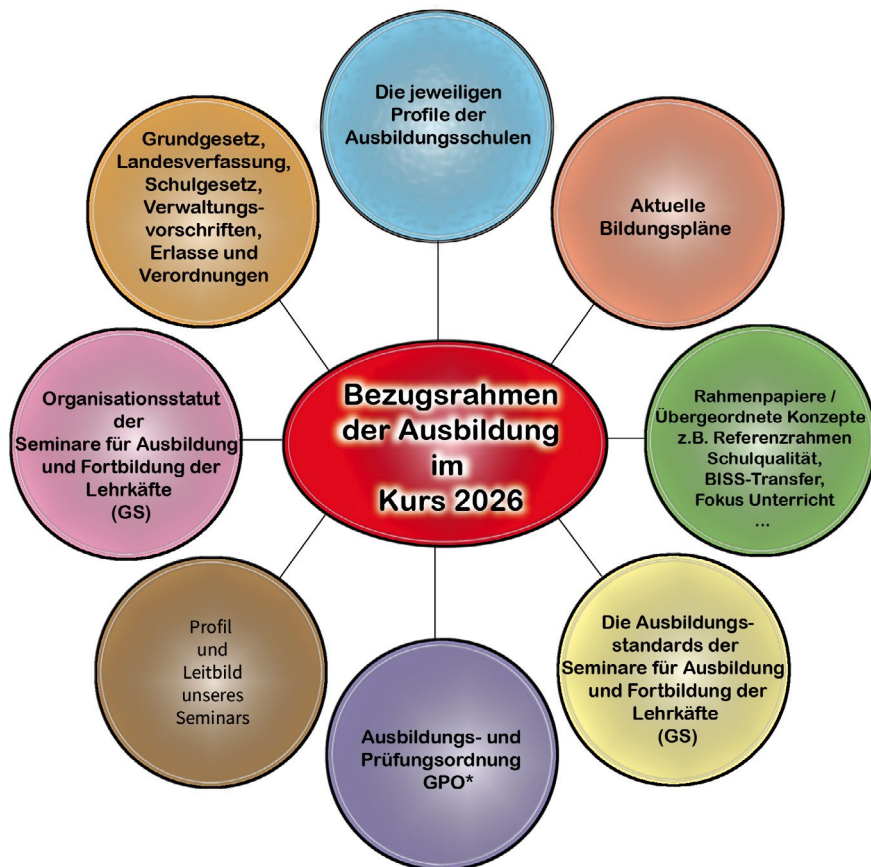 Die jeweiligen
Profile der
Ausbildungsschulen
Grundgesetz,
Landesverfassung,
Schulgesetz,
Verwaltungs-
vorschriften,
Erlasse und
Verordnungen
Aktuelle
Bildungspläne
Organisationsstatut
der
Seminare für Ausbildung
und Fortbildung der
Lehrkäfte
(GS)
Bezugsrahmen
der Ausbildung
im
Kurs 2026
Rahmenpapiere /
Übergeordnete Konzepte
z.B. Referenzrahmen
Schulqualität,
BISS-Transfer,
Fokus Unterricht
...
Profil
und
Leitbild
unseres
Seminars
Ausbildungs- und
Prüfungsordnung
GPO*
Die Ausbildungs-
standards der
Seminare für Ausbildung
und Fortbildung der
Lehrkäfte
(GS)